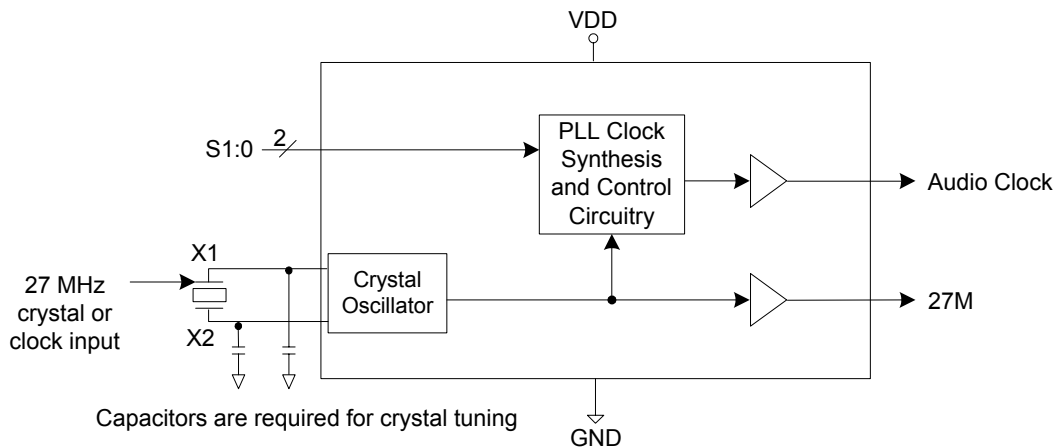 VDD
2
S1:0
PLL Clock
Synthesis
and Control
Circuitry
Audio Clock
X1
27 MHz
crystal or
clock input
X2
Crystal
Oscillator
27M
Capacitors are required for crystal tuning
GND